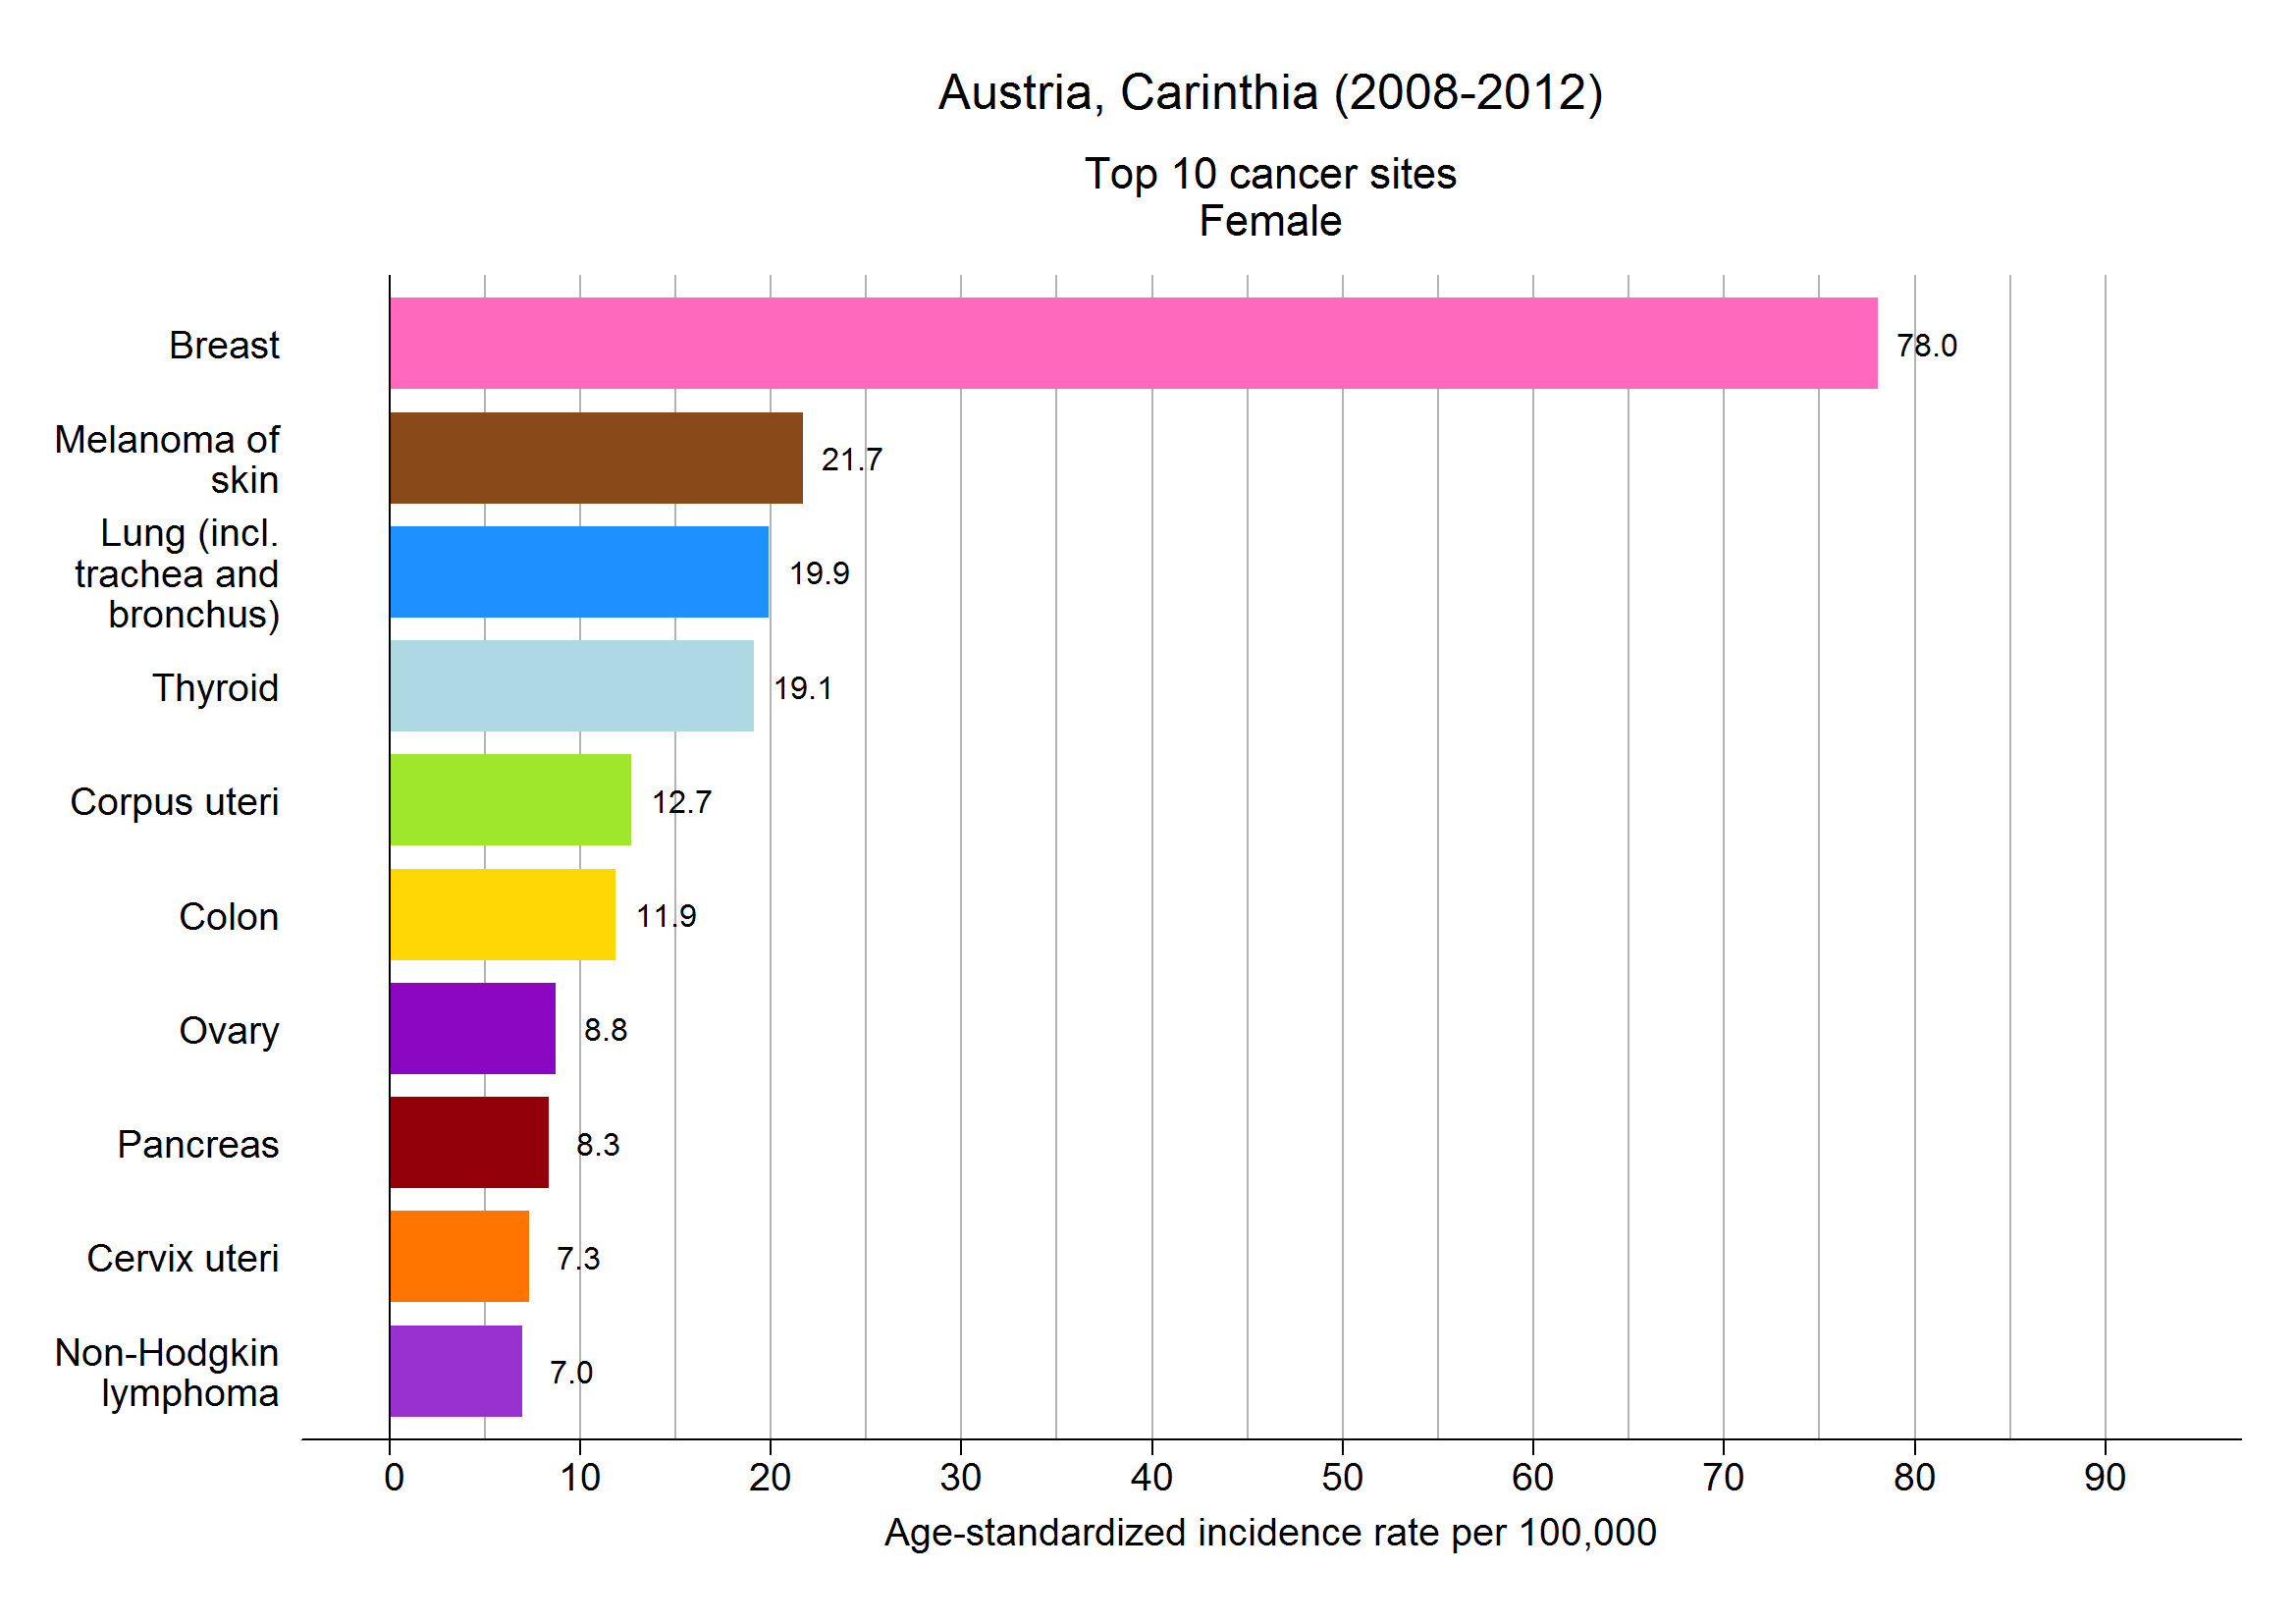 Austria, Carinthia (2008-2012)
Top 10 cancer sites
Female
Breast
78.0
Melanoma of
skin
21.7
Lung (incl.
trachea and
bronchus)
19.9
Thyroid
19.1
Corpus uteri
12.7
Colon
11.9
Ovary
8.8
Pancreas
8.3
Cervix uteri
7.3
Non-Hodgkin
lymphoma
7.0
0 10 20 30 40 50 60 70 80 90
Age-standardized incidence rate per 100,000